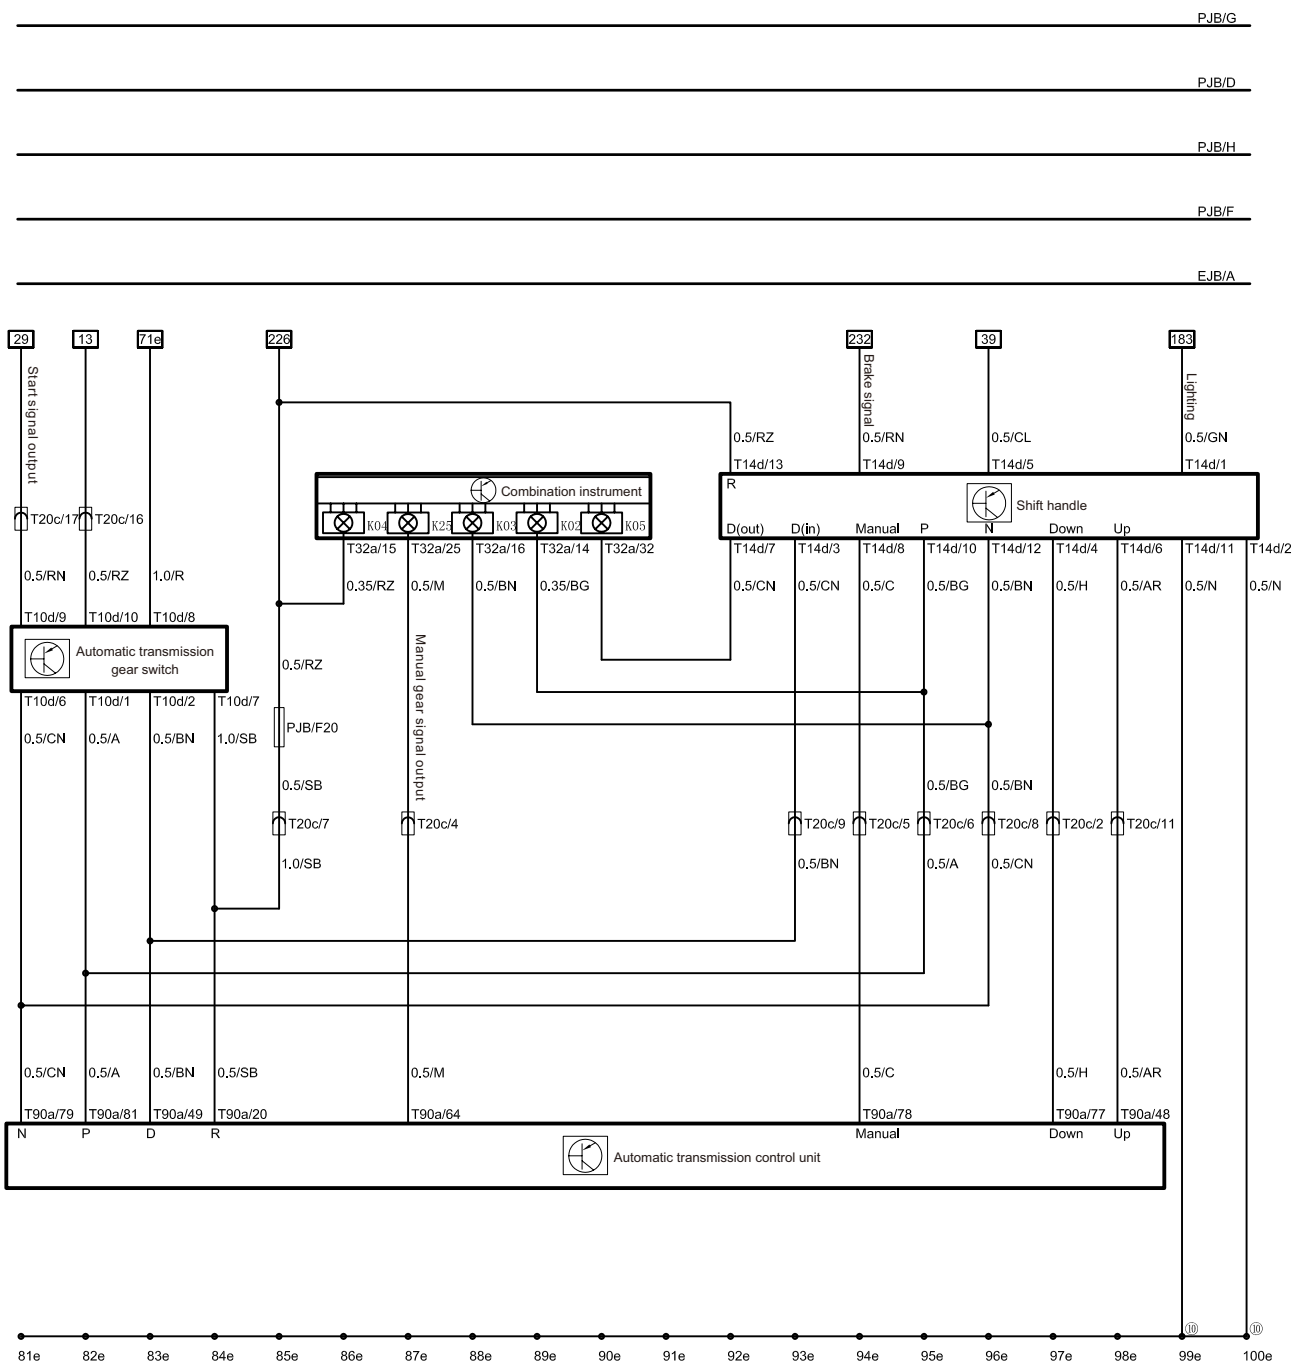 PJB/G
PJB/D
PJB/H
PJB/F
EJB/A
29 13 71e 226 232 39 183
Start signal output
Brake signal
Lighting
0.5/RZ 0.5/RN 0.5/CL 0.5/GN
T14d/13 T14d/9 T14d/5 T14d/1
R
Combination instrument
Shift handle
T20c/17 T20c/16
K04 K25 K03 K02 K05
D(out) D(in) Manual P N Down Up
T32a/15 T32a/25 T32a/16 T32a/14 T32a/32 T14d/7 T14d/3 T14d/8 T14d/10 T14d/12 T14d/4 T14d/6 T14d/11 T14d/2
0.5/RN 0.5/RZ 1.0/R 0.35/RZ 0.5/M 0.5/BN 0.35/BG 0.5/CN 0.5/CN 0.5/C 0.5/BG 0.5/BN 0.5/H 0.5/AR 0.5/N 0.5/N
T10d/9 T10d/10 T10d/8
Automatic transmission
gear switch
Manual gear signal output
0.5/RZ
T10d/6 T10d/1 T10d/2 T10d/7
PJB/F20
0.5/CN 0.5/A 0.5/BN 1.0/SB
0.5/SB 0.5/BG 0.5/BN
T20c/7 T20c/4 T20c/9 T20c/5 T20c/6 T20c/8 T20c/2 T20c/11
1.0/SB 0.5/BN 0.5/A 0.5/CN
0.5/CN 0.5/A 0.5/BN 0.5/SB 0.5/M 0.5/C 0.5/H 0.5/AR
T90a/79 T90a/81 T90a/49 T90a/20 T90a/64 T90a/78 T90a/77 T90a/48
N P D R Manual Down Up
Automatic transmission control unit
⑩ ⑩
81e 82e 83e 84e 85e 86e 87e 88e 89e 90e 91e 92e 93e 94e 95e 96e 97e 98e 99e 100e